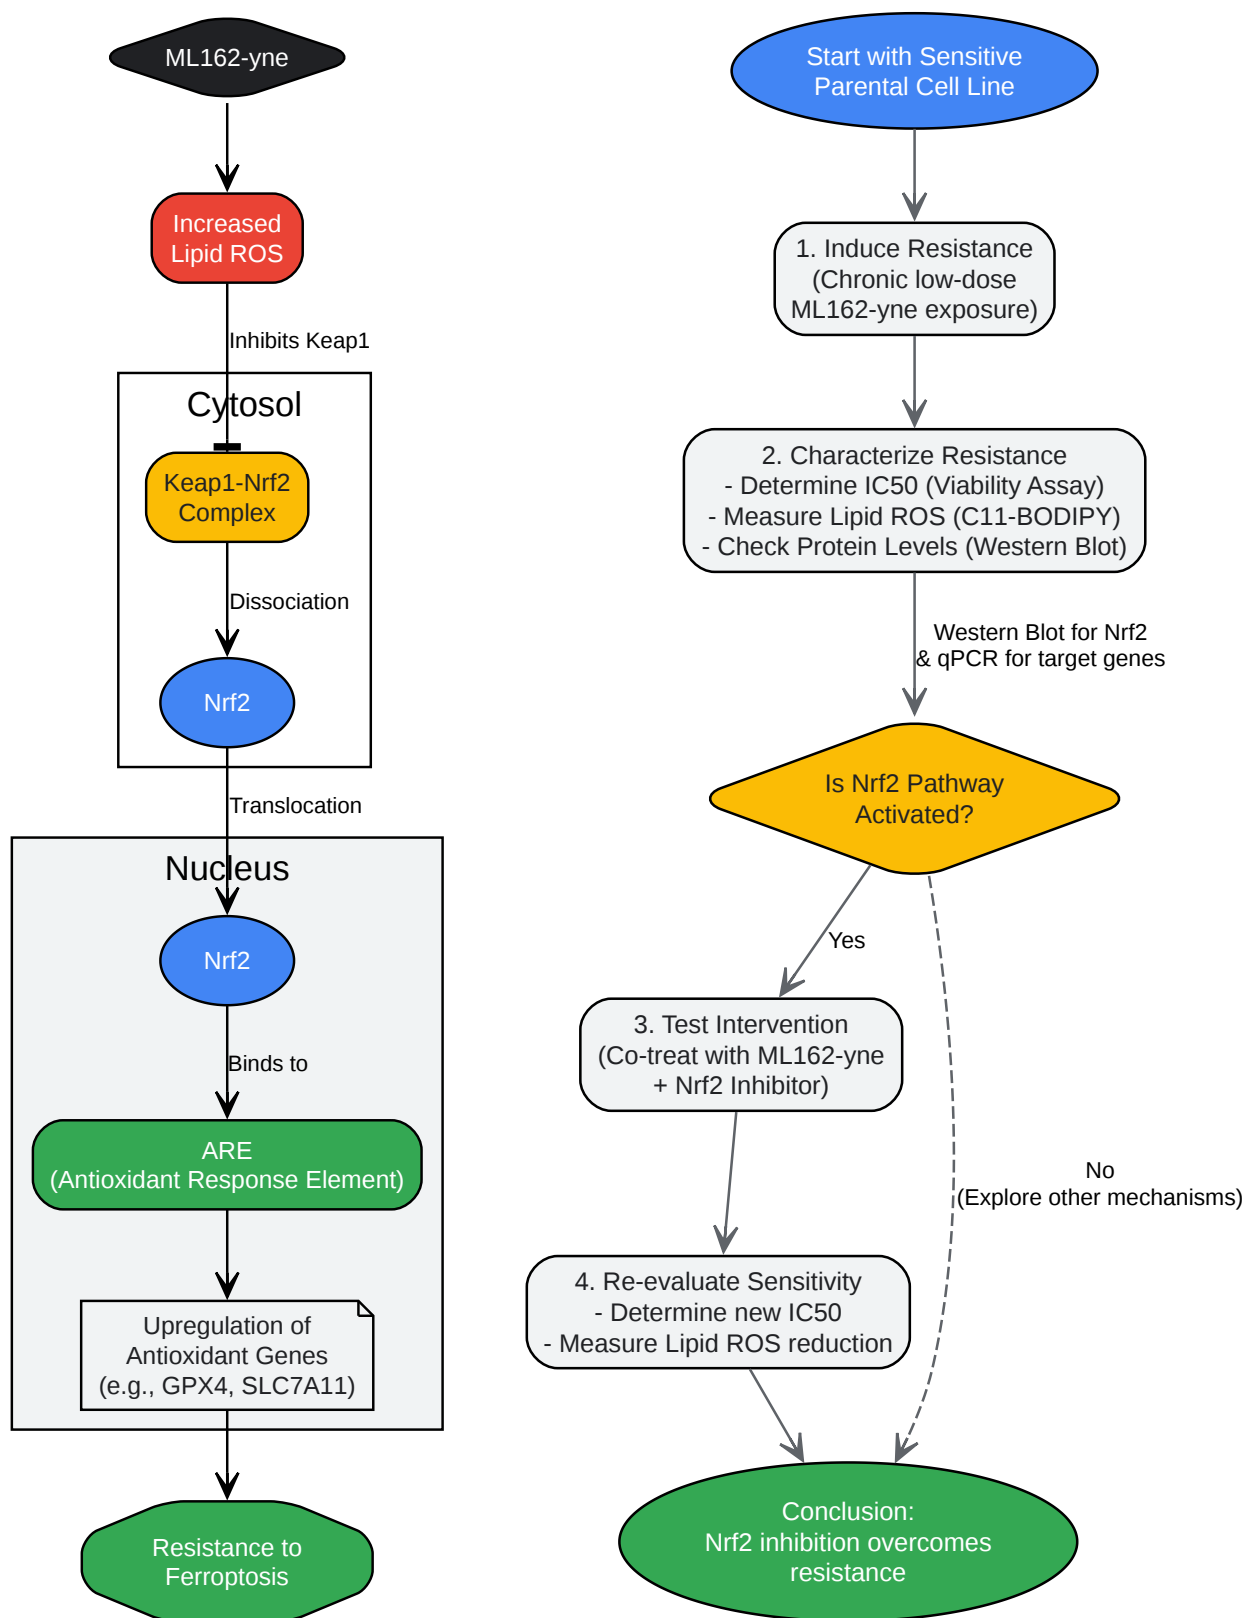 ML162-yne
Increased
Lipid ROS
Inhibits Keap1
Cytosol
Keap1-Nrf2
Complex
Dissociation
Nrf2
Translocation
Nucleus
Nrf2
Binds to
ARE
(Antioxidant Response Element)
Upregulation of
Antioxidant Genes
(e.g., GPX4, SLC7A11)
Resistance to
Ferroptosis
Start with Sensitive
Parental Cell Line
1. Induce Resistance
(Chronic low-dose
ML162-yne exposure)
2. Characterize Resistance
- Determine IC50 (Viability Assay)
- Measure Lipid ROS (C11-BODIPY)
- Check Protein Levels (Western Blot)
Western Blot for Nrf2
& qPCR for target genes
Is Nrf2 Pathway
Activated?
Yes
3. Test Intervention
(Co-treat with ML162-yne
+ Nrf2 Inhibitor)
No
(Explore other mechanisms)
4. Re-evaluate Sensitivity
- Determine new IC50
- Measure Lipid ROS reduction
Conclusion:
Nrf2 inhibition overcomes
resistance